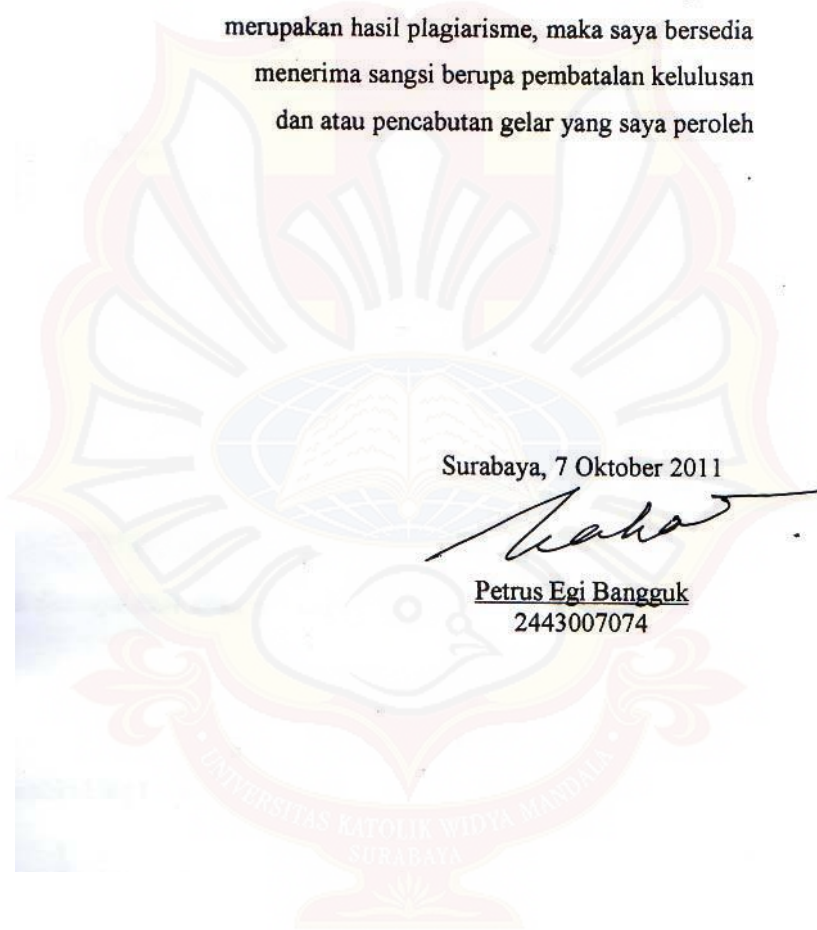 merupakan hasil plagiarisme, maka saya bersedia
menerima sangsi berupa pembatalan kelulusan
dan atau pencabutan gelar yang saya peroleh
Surabaya, 7 Oktober 2011
Petrus Egi Bangguk
2443007074
UNIVERSITAS KATOLIK WIDYA MANDALA
SURABAYA